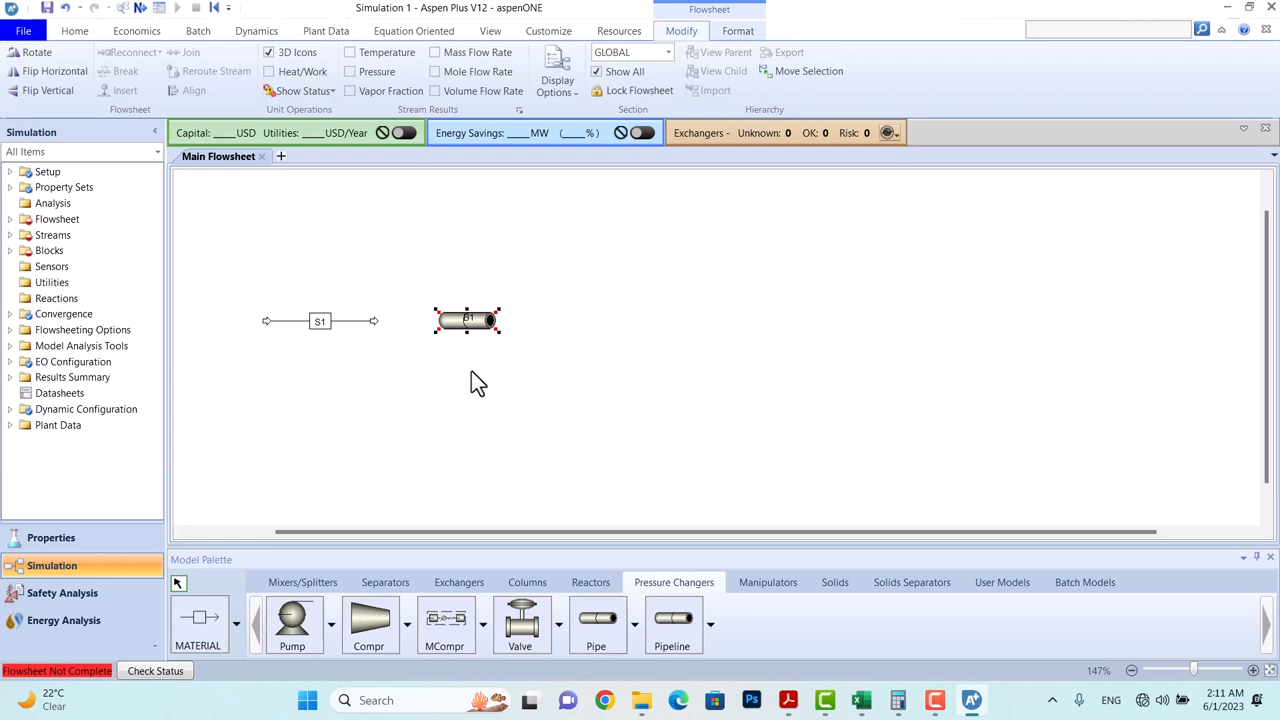 Simulation 1 - Aspen Plus V12 - aspenONE
Flowsheet
File Home Economics Batch Dynamics Plant Data Equation Oriented View Customize Resources Modify Format
Rotate Reconnect Join 3D Icons Temperature Mass Flow Rate GLOBAL View Parent Export
Flip Horizontal Break Reroute Stream Heat/Work Pressure Mole Flow Rate Display Show All View Child Move Selection
Flip Vertical Insert Align Show Status Vapor Fraction Volume Flow Rate Options Lock Flowsheet Import
Flowsheet Unit Operations Stream Results Section Hierarchy
Simulation
Capital: ____USD Utilities: ____USD/Year
Energy Savings: ____MW (____%)
Exchangers - Unknown: 0 OK: 0 Risk: 0
All Items
Main Flowsheet
Setup
Property Sets
Analysis
Flowsheet
Streams
Blocks
Sensors
Utilities
Reactions
Convergence
Flowsheeting Options
Model Analysis Tools
EO Configuration
Results Summary
Datasheets
Dynamic Configuration
Plant Data
S1
B1
Properties
Simulation
Safety Analysis
Energy Analysis
Model Palette
Mixers/Splitters Separators Exchangers Columns Reactors Pressure Changers Manipulators Solids Solids Separators User Models Batch Models
MATERIAL Pump Compr MCompr Valve Pipe Pipeline
Flowsheet Not Complete Check Status 147%
22°C
Clear
Search
ENG
2:11 AM
6/1/2023